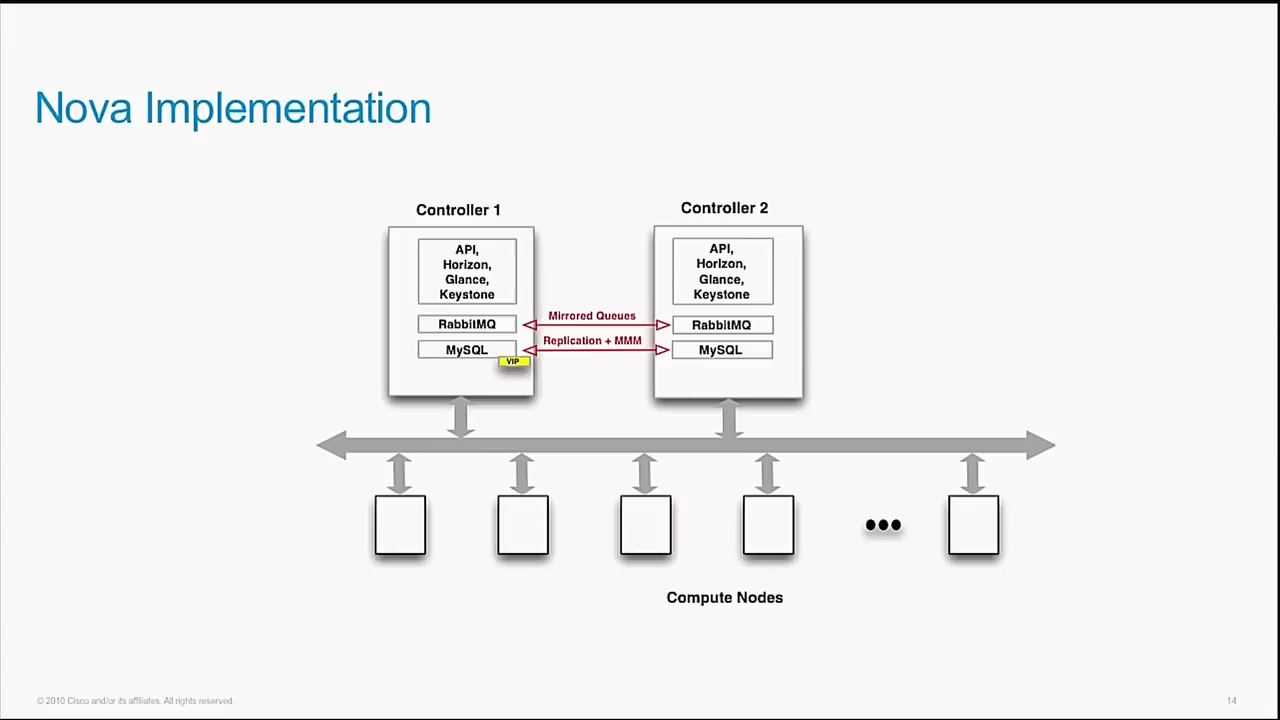 Nova Implementation
Controller 1
Controller 2
API,
Horizon,
Glance,
Keystone
RabbitMQ
MySQL
VIP
Mirrored Queues
Replication + MMM
API,
Horizon,
Glance,
Keystone
RabbitMQ
MySQL
Compute Nodes
© 2010 Cisco and/or its affiliates. All rights reserved.
14